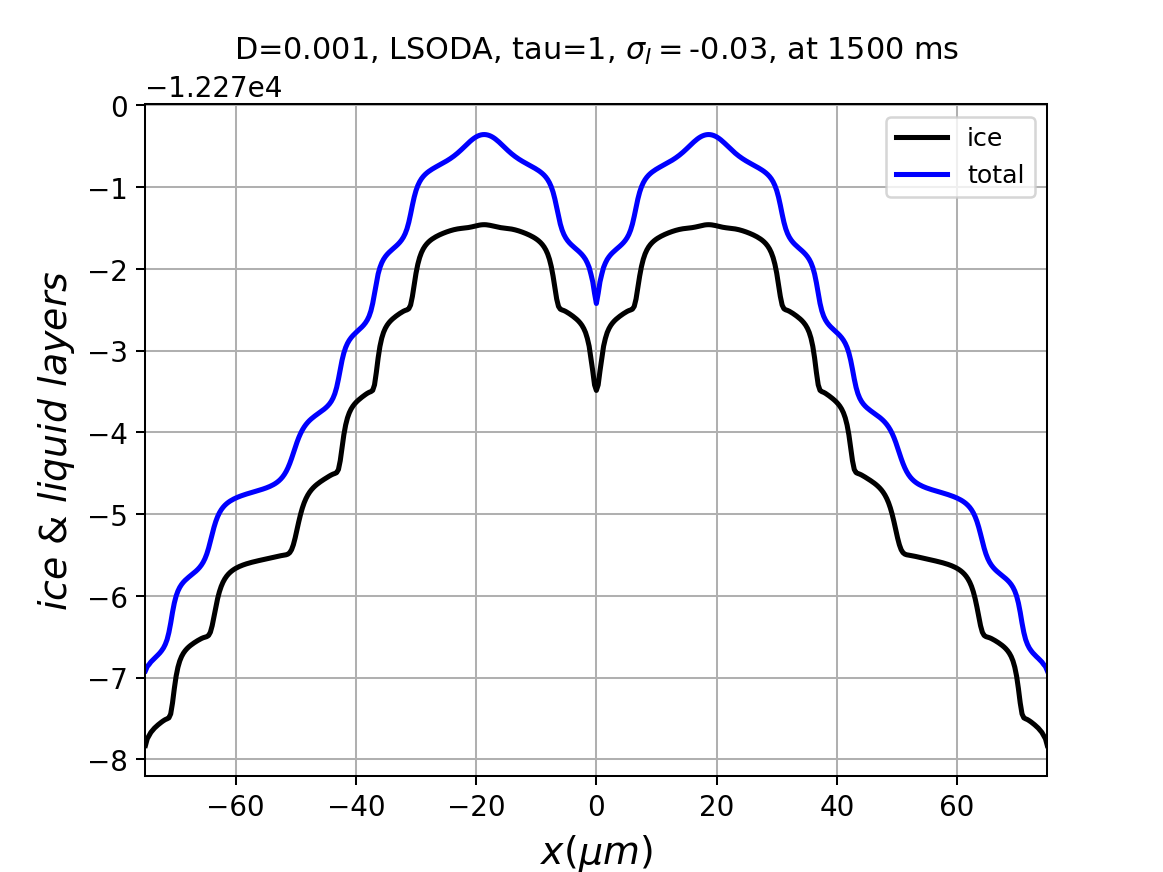 D=0.001, LSODA, tau=1, σ_I = -0.03, at 1500 ms
−1.227e4
ice
total
0
−1
−2
−3
−4
−5
−6
−7
−8
ice & liquid layers
−60
−40
−20
0
20
40
60
x(μm)